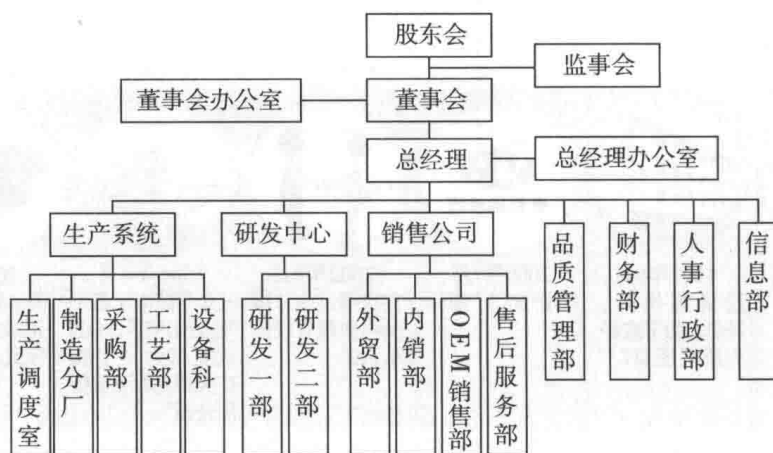 股东会
监事会
董事会办公室
董事会
总经理
总经理办公室
生产系统
研发中心
销售公司
品质管理部
财务部
人事行政部
信息部
生产调度室
制造分厂
采购部
工艺部
设备科
研发一部
研发二部
外贸部
内销部
OEM销售部
售后服务部